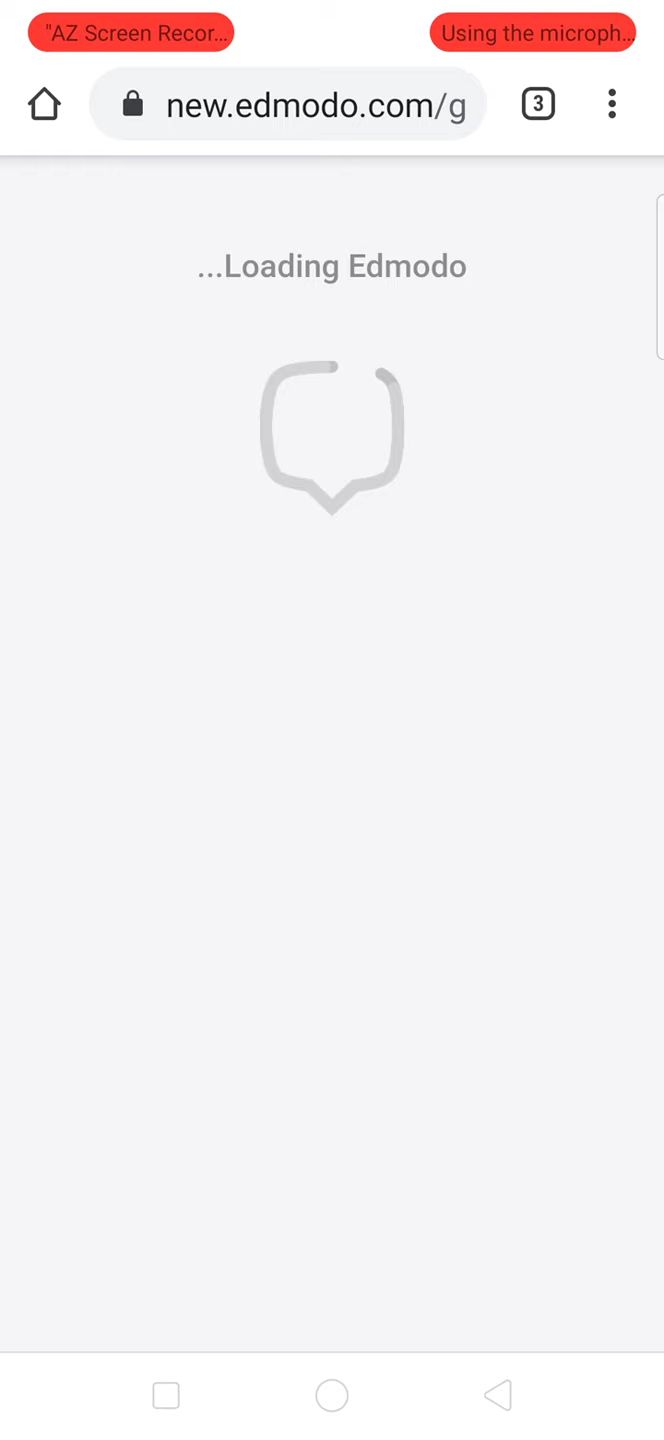 "AZ Screen Recor...
Using the microph...
new.edmodo.com/g
3
...Loading Edmodo